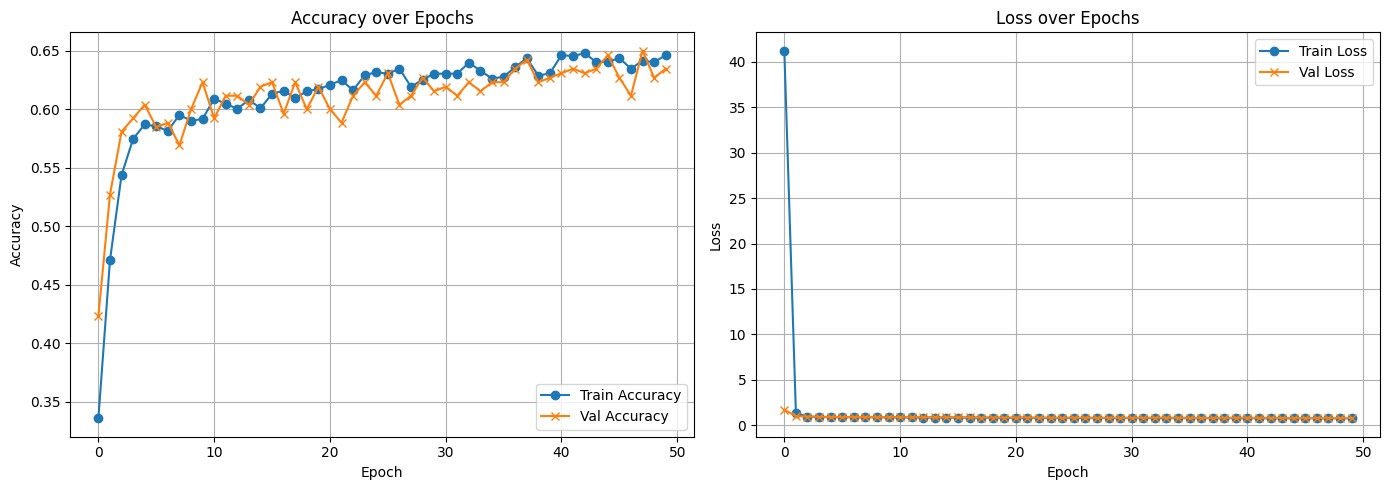 Accuracy over Epochs
0.65
0.60
0.55
0.50
0.45
0.40
0.35
Accuracy
0
10
20
30
40
50
Epoch
Train Accuracy
Val Accuracy
Loss over Epochs
40
35
30
25
20
15
10
5
0
Loss
0
10
20
30
40
50
Epoch
Train Loss
Val Loss